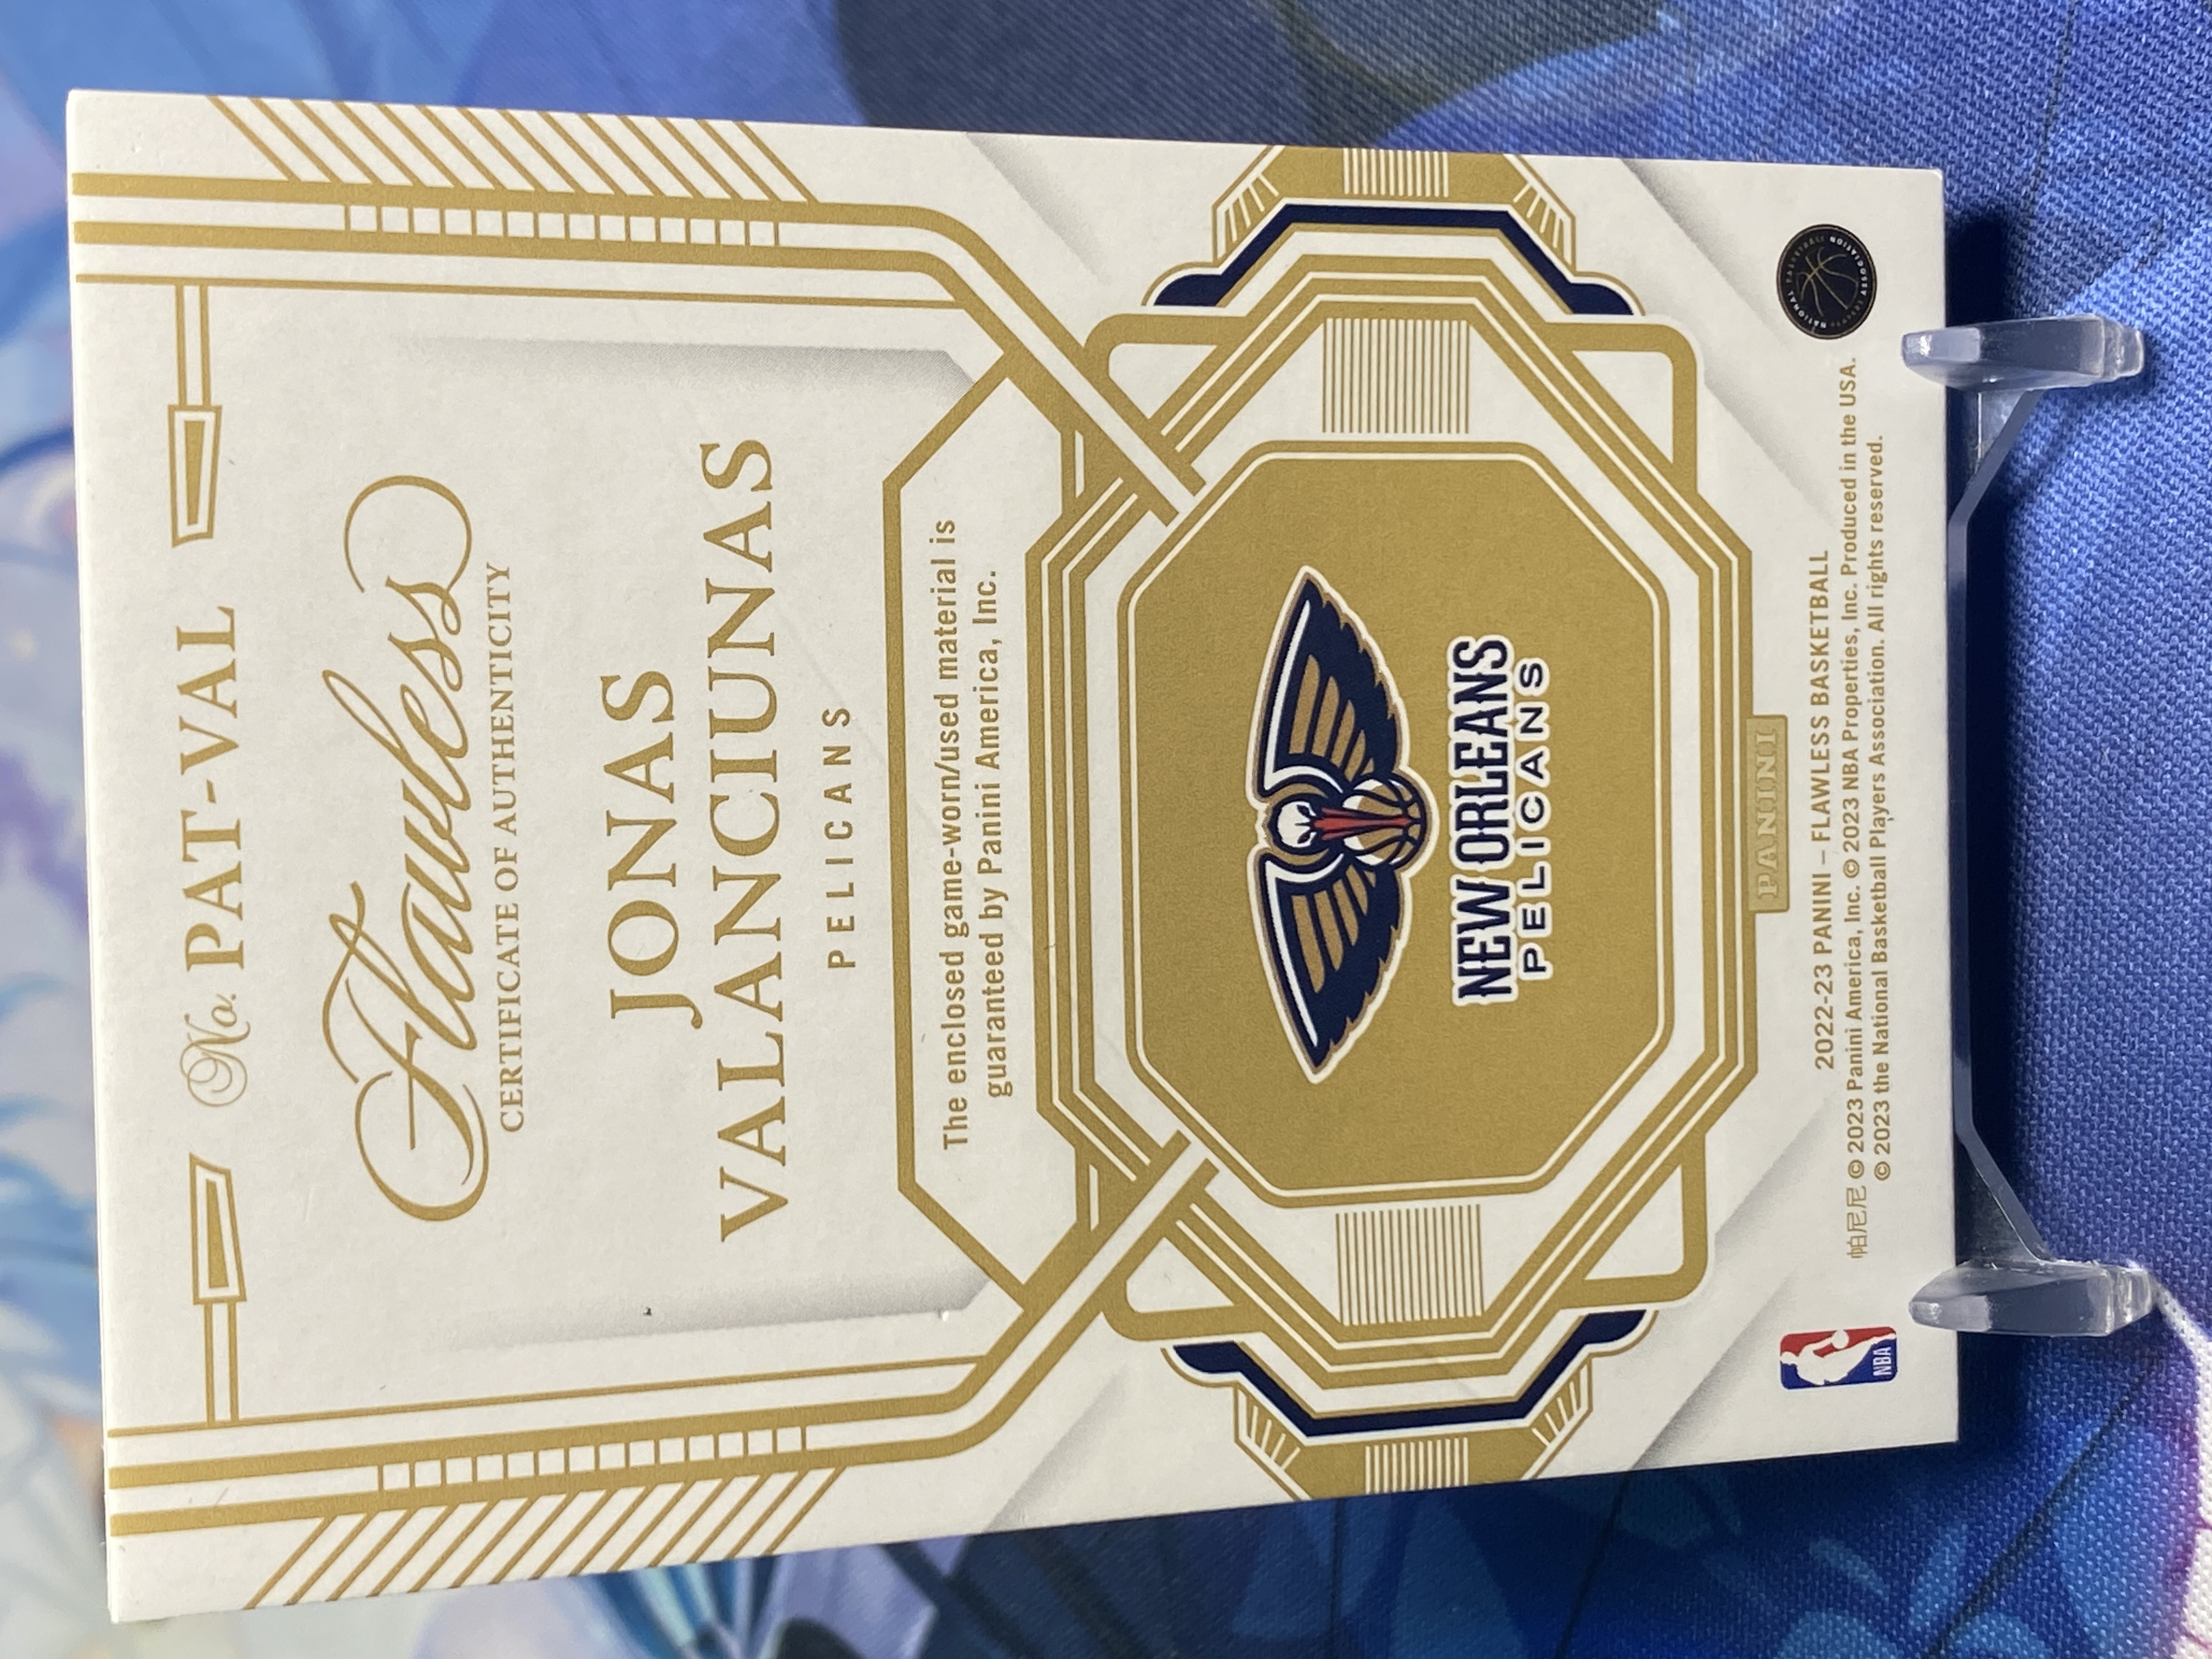 No. PAT-VAL
Flawless
CERTIFICATE OF AUTHENTICITY
JONAS
VALANCIUNAS
PELICANS
The enclosed game-worn/used material is
guaranteed by Panini America, Inc.
NEW ORLEANS
PELICANS
PANINI
2022-23 PANINI – FLAWLESS BASKETBALL
帕尼尼 © 2023 Panini America, Inc. © 2023 NBA Properties, Inc. Produced in the USA.
© 2023 the National Basketball Players Association. All rights reserved.
NBA